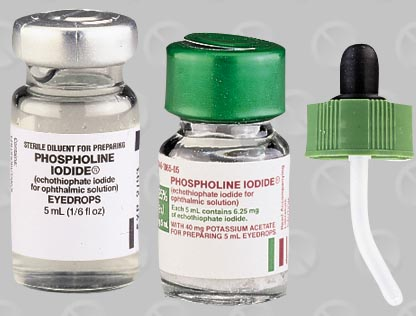 STERILE DILUENT FOR PREPARING
PHOSPHOLINE
IODIDE®
(echothiophate iodide
for ophthalmic solution)
EYEDROPS
5 mL (1/6 fl oz)
PHOSPHOLINE IODIDE®
(echothiophate iodide for
ophthalmic solution)
Each 5 mL contains 6.25 mg
of echothiophate iodide.
WITH 40 mg POTASSIUM ACETATE
FOR PREPARING 5 mL EYEDROPS